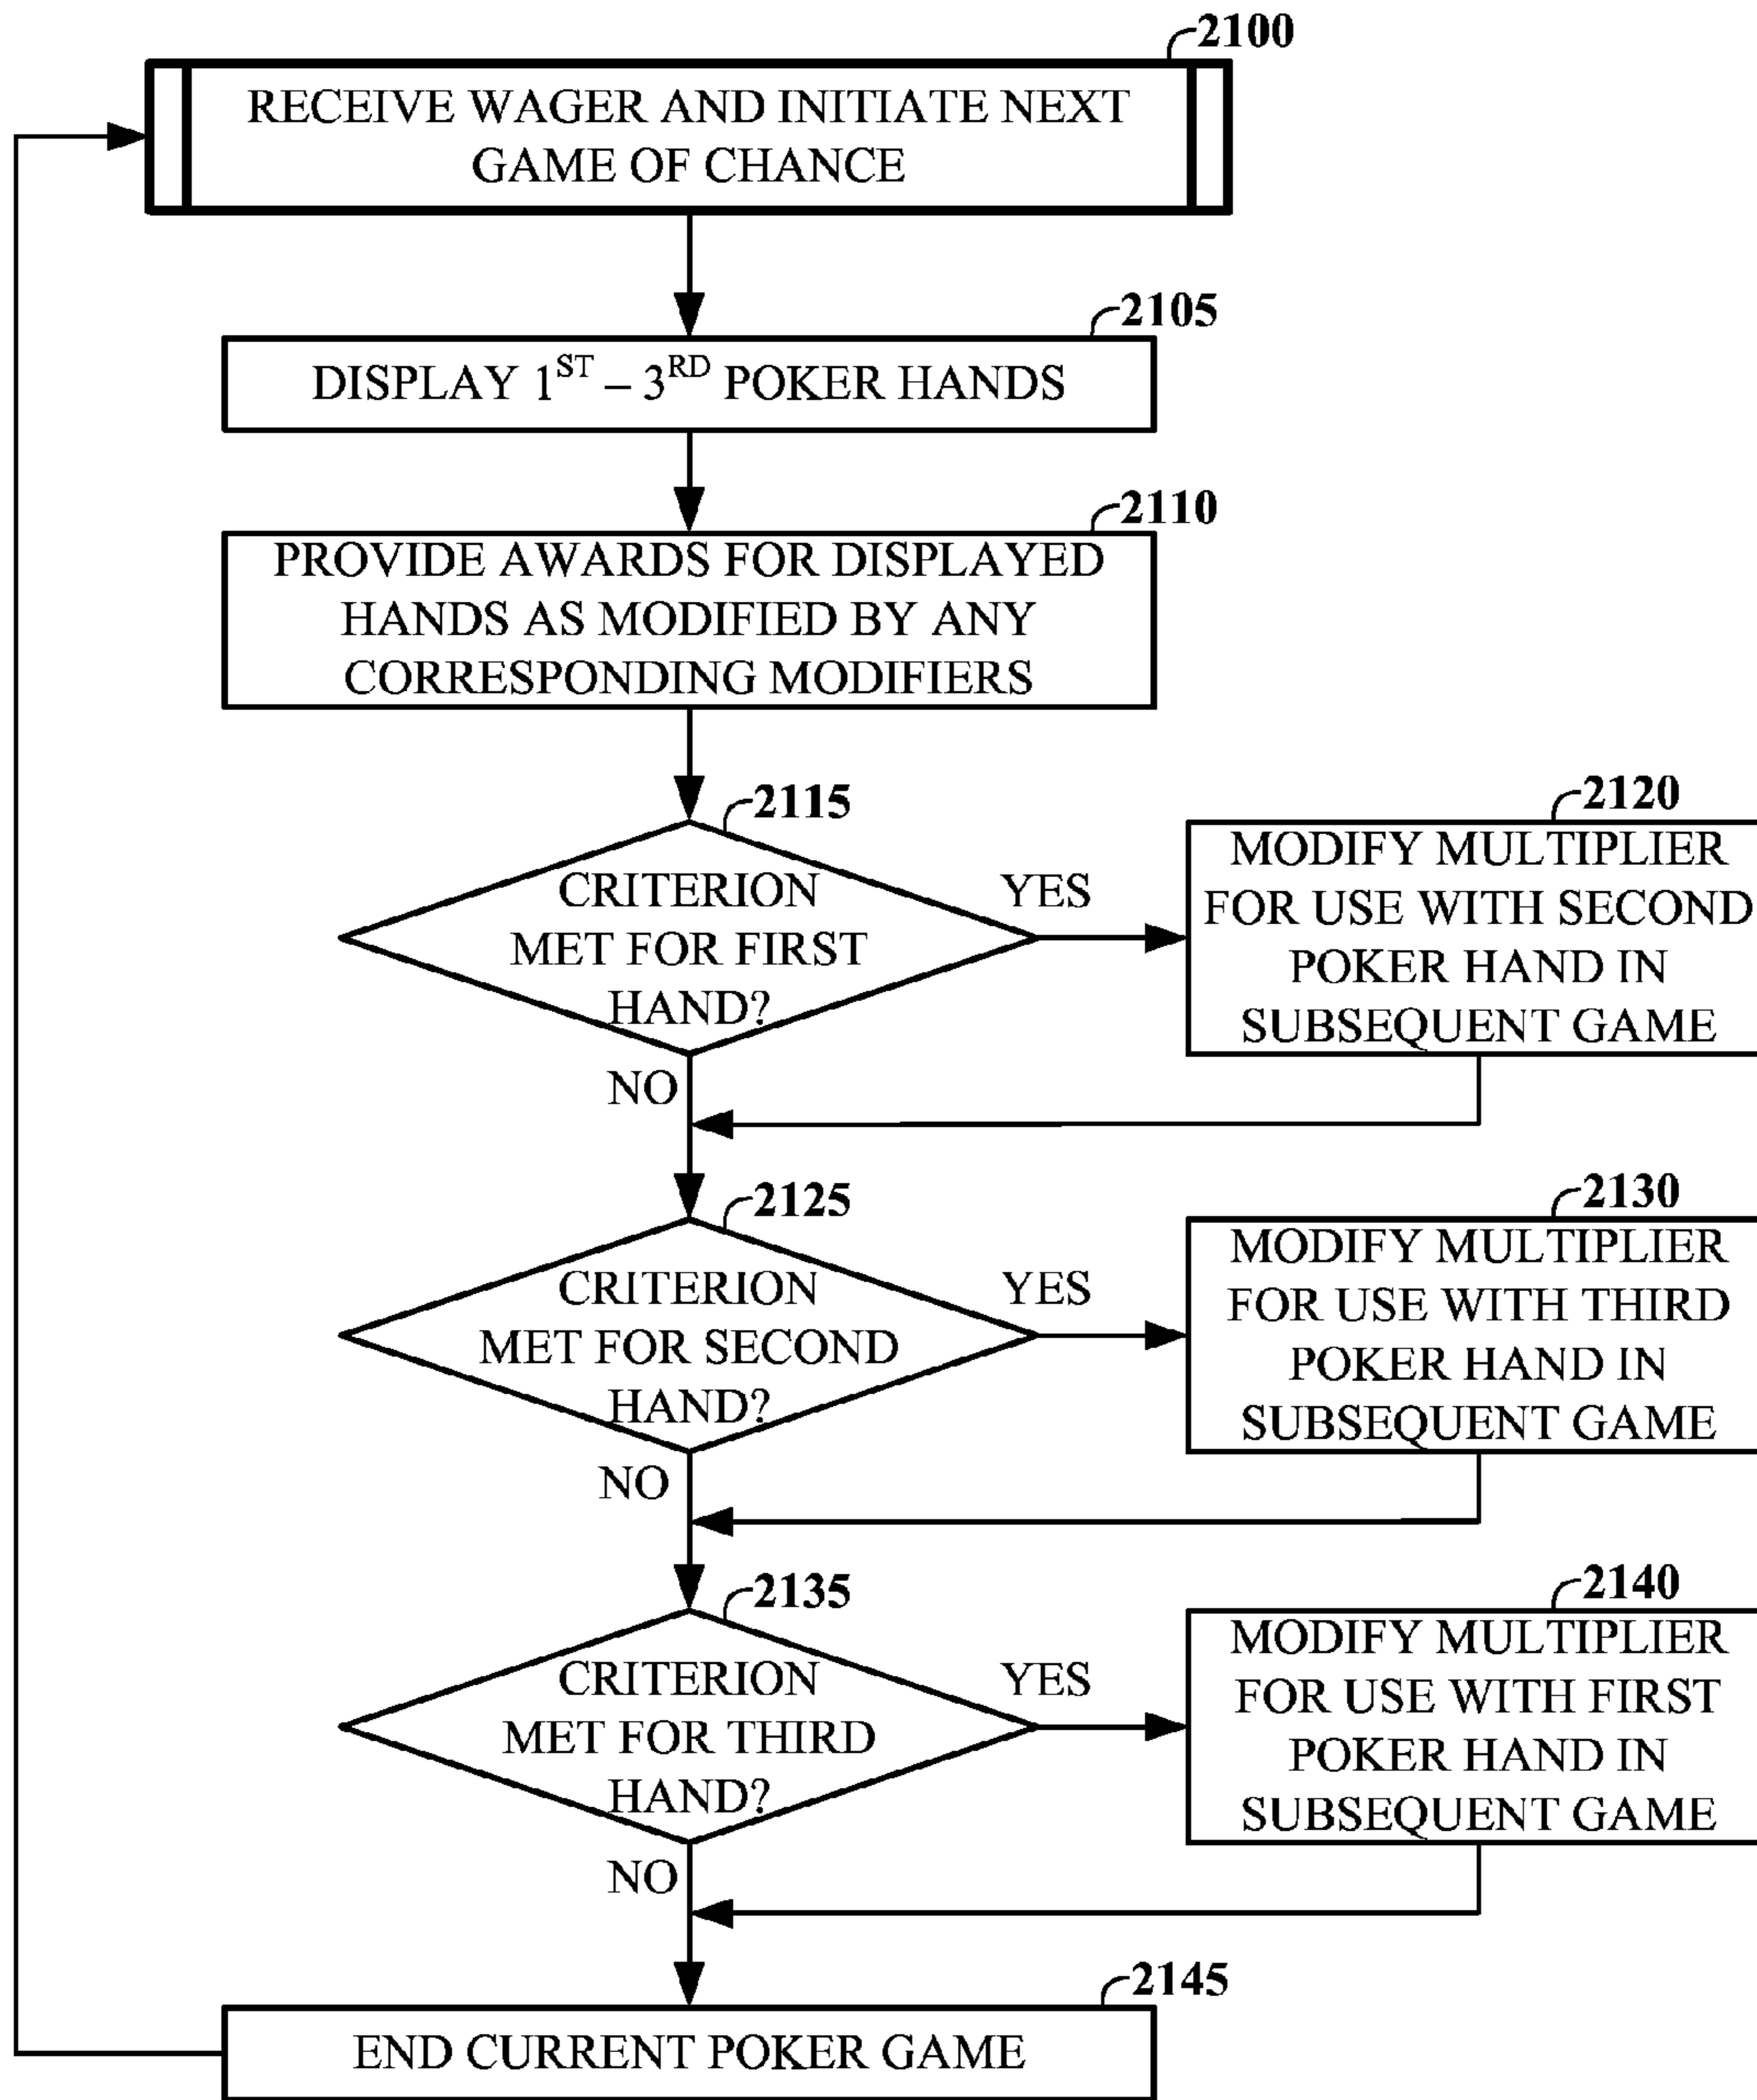 2100
RECEIVE WAGER AND INITIATE NEXT
GAME OF CHANCE
2105
DISPLAY 1ST – 3RD POKER HANDS
2110
PROVIDE AWARDS FOR DISPLAYED
HANDS AS MODIFIED BY ANY
CORRESPONDING MODIFIERS
2115
CRITERION
MET FOR FIRST
HAND?
YES
NO
2120
MODIFY MULTIPLIER
FOR USE WITH SECOND
POKER HAND IN
SUBSEQUENT GAME
2125
CRITERION
MET FOR SECOND
HAND?
YES
NO
2130
MODIFY MULTIPLIER
FOR USE WITH THIRD
POKER HAND IN
SUBSEQUENT GAME
2135
CRITERION
MET FOR THIRD
HAND?
YES
NO
2140
MODIFY MULTIPLIER
FOR USE WITH FIRST
POKER HAND IN
SUBSEQUENT GAME
2145
END CURRENT POKER GAME